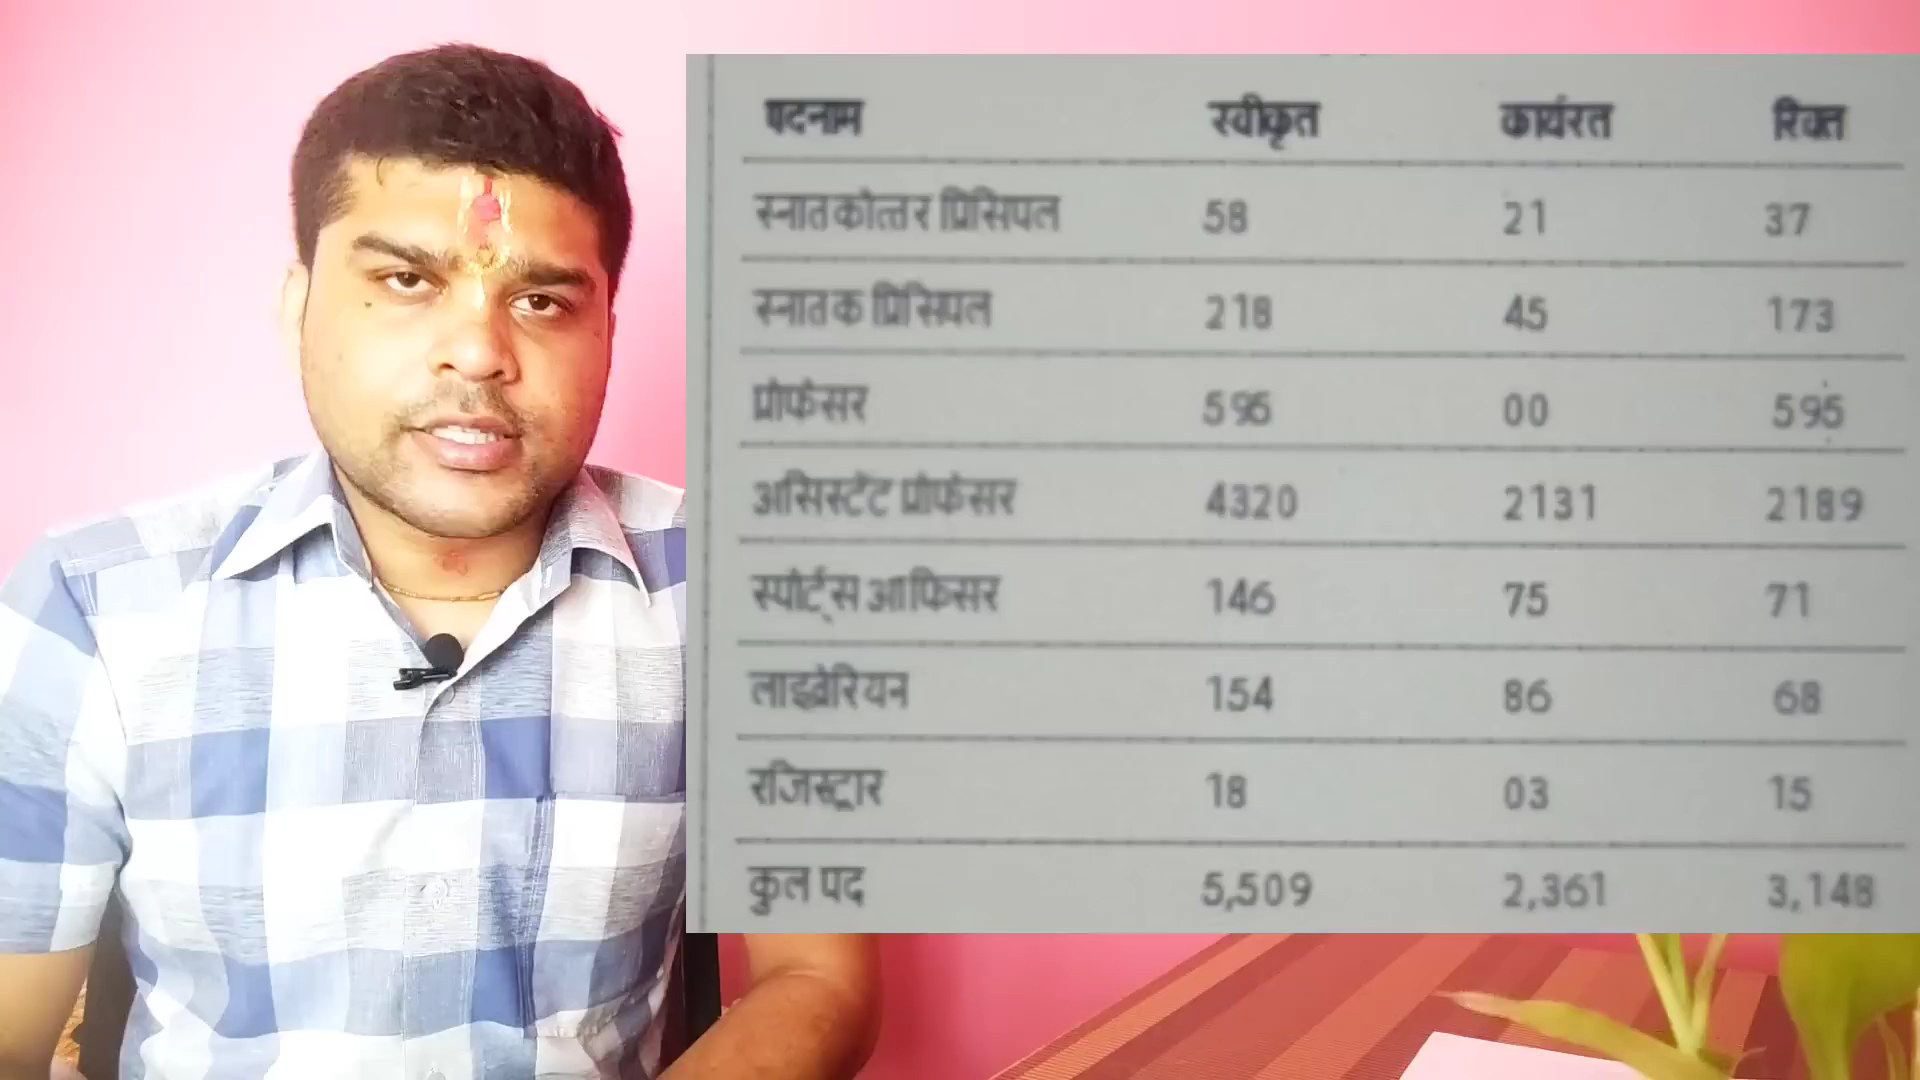 पदनाम स्वीकृत कार्यरत रिक्त
स्नातकोत्तर प्रिंसिपल 58 21 37
स्नातक प्रिंसिपल 218 45 173
प्रोफेसर 595 00 595
असिस्टेंट प्रोफेसर 4320 2131 2189
स्पोर्ट्स आफिसर 146 75 71
लाइब्रेरियन 154 86 68
रजिस्ट्रार 18 03 15
कुल पद 5,509 2,361 3,148